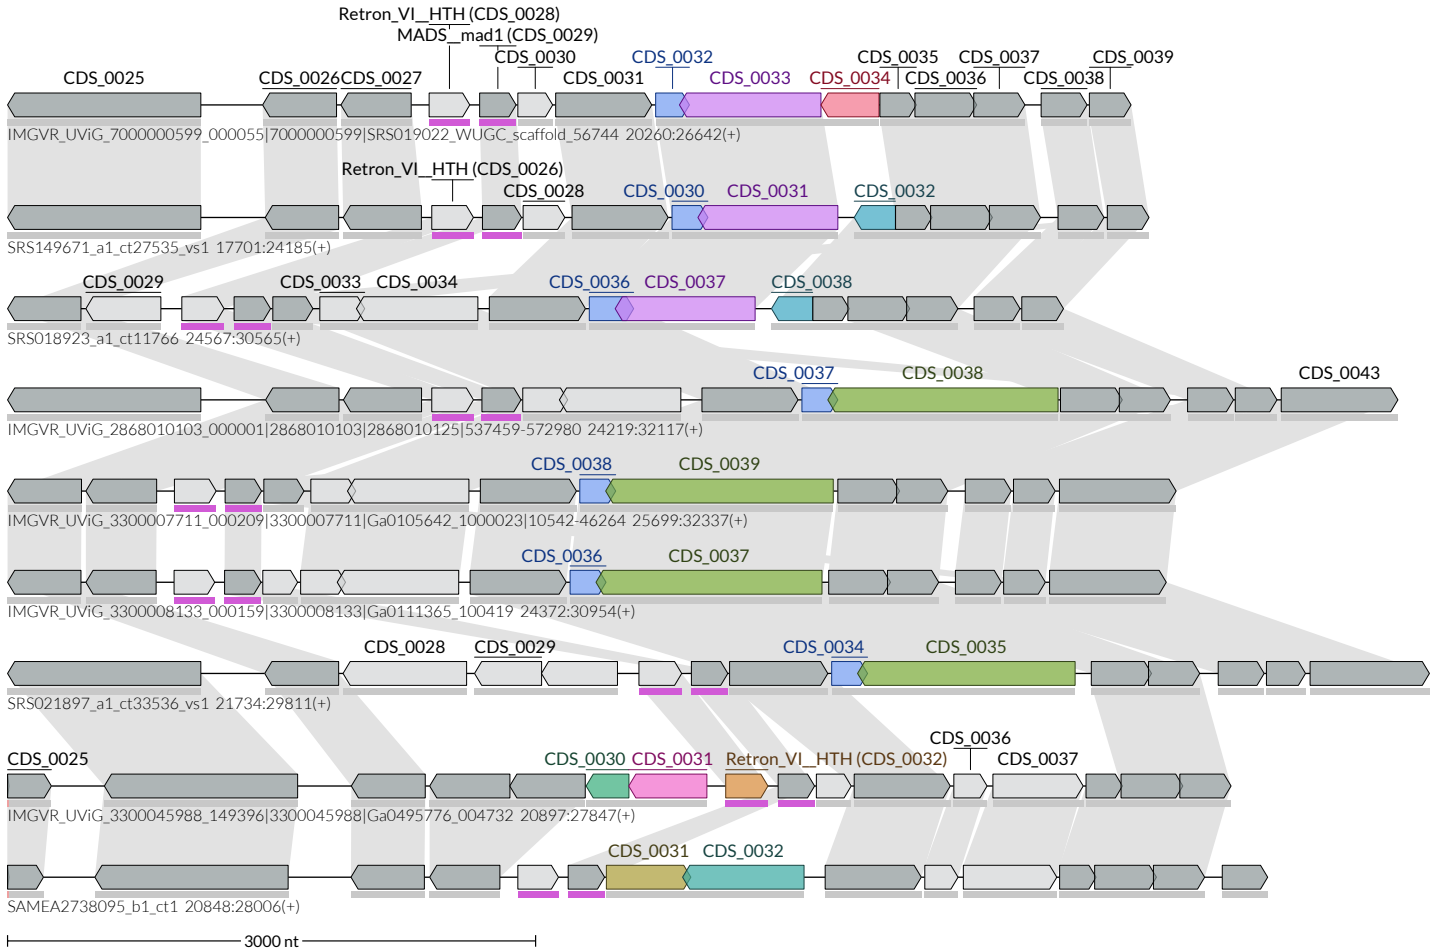 Retron_VI__HTH (CDS_0028)
MADS__mad1 (CDS_0029)
CDS_0030 CDS_0032 CDS_0035 CDS_0037 CDS_0039
CDS_0025 CDS_0026 CDS_0027 CDS_0031 CDS_0033 CDS_0034 CDS_0036 CDS_0038
IMGVR_UViG_7000000599_000055|7000000599|SRS019022_WUGC_scaffold_56744 20260:26642(+)
Retron_VI__HTH (CDS_0026)
CDS_0028 CDS_0030 CDS_0031 CDS_0032
SRS149671_a1_ct27535_vs1 17701:24185(+)
CDS_0029 CDS_0033 CDS_0034 CDS_0036 CDS_0037 CDS_0038
SRS018923_a1_ct11766 24567:30565(+)
CDS_0037 CDS_0038 CDS_0043
IMGVR_UViG_2868010103_000001|2868010103|2868010125|537459-572980 24219:32117(+)
CDS_0038 CDS_0039
IMGVR_UViG_3300007711_000209|3300007711|Ga0105642_1000023|10542-46264 25699:32337(+)
CDS_0036 CDS_0037
IMGVR_UViG_3300008133_000159|3300008133|Ga0111365_100419 24372:30954(+)
CDS_0028 CDS_0029 CDS_0034 CDS_0035
SRS021897_a1_ct33536_vs1 21734:29811(+)
CDS_0036
CDS_0025 CDS_0030 CDS_0031 Retron_VI__HTH (CDS_0032) CDS_0037
IMGVR_UViG_3300045988_149396|3300045988|Ga0495776_004732 20897:27847(+)
CDS_0031 CDS_0032
SAMEA2738095_b1_ct1 20848:28006(+)
3000 nt